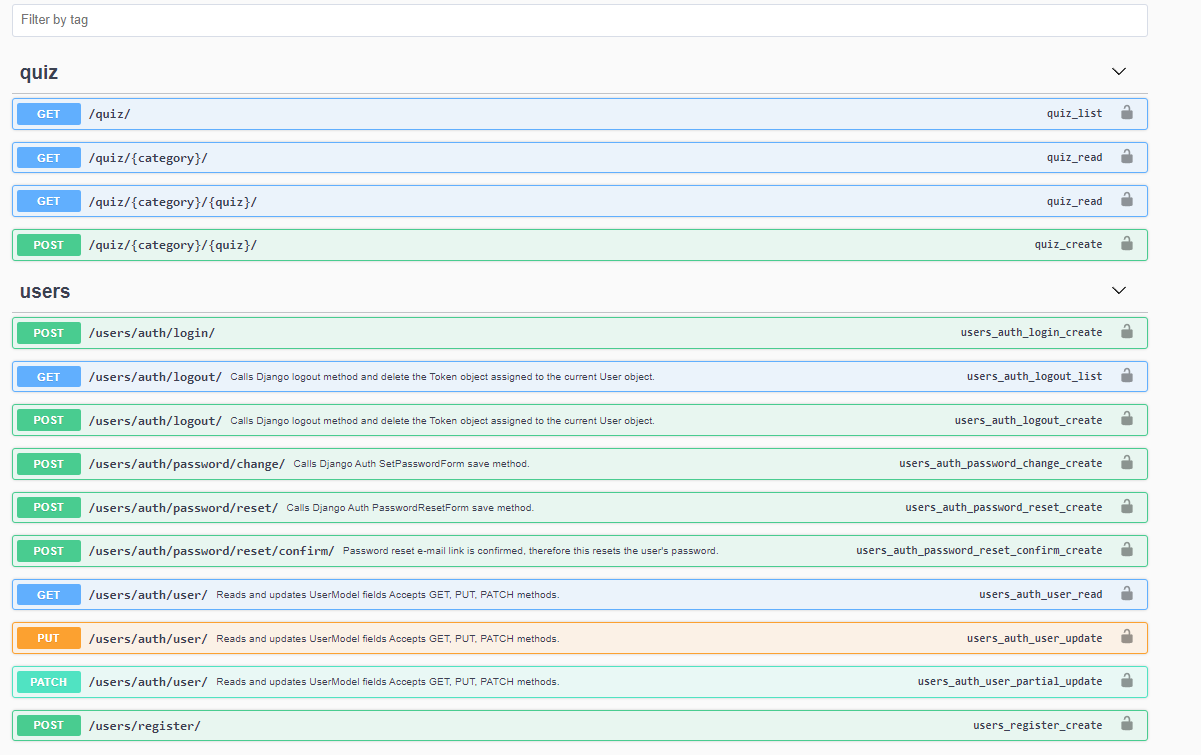 Filter by tag
quiz
GET /quiz/ quiz_list
GET /quiz/{category}/ quiz_read
GET /quiz/{category}/{quiz}/ quiz_read
POST /quiz/{category}/{quiz}/ quiz_create
users
POST /users/auth/login/ users_auth_login_create
GET /users/auth/logout/ Calls Django logout method and delete the Token object assigned to the current User object. users_auth_logout_list
POST /users/auth/logout/ Calls Django logout method and delete the Token object assigned to the current User object. users_auth_logout_create
POST /users/auth/password/change/ Calls Django Auth SetPasswordForm save method. users_auth_password_change_create
POST /users/auth/password/reset/ Calls Django Auth PasswordResetForm save method. users_auth_password_reset_create
POST /users/auth/password/reset/confirm/ Password reset e-mail link is confirmed, therefore this resets the user's password. users_auth_password_reset_confirm_create
GET /users/auth/user/ Reads and updates UserModel fields Accepts GET, PUT, PATCH methods. users_auth_user_read
PUT /users/auth/user/ Reads and updates UserModel fields Accepts GET, PUT, PATCH methods. users_auth_user_update
PATCH /users/auth/user/ Reads and updates UserModel fields Accepts GET, PUT, PATCH methods. users_auth_user_partial_update
POST /users/register/ users_register_create